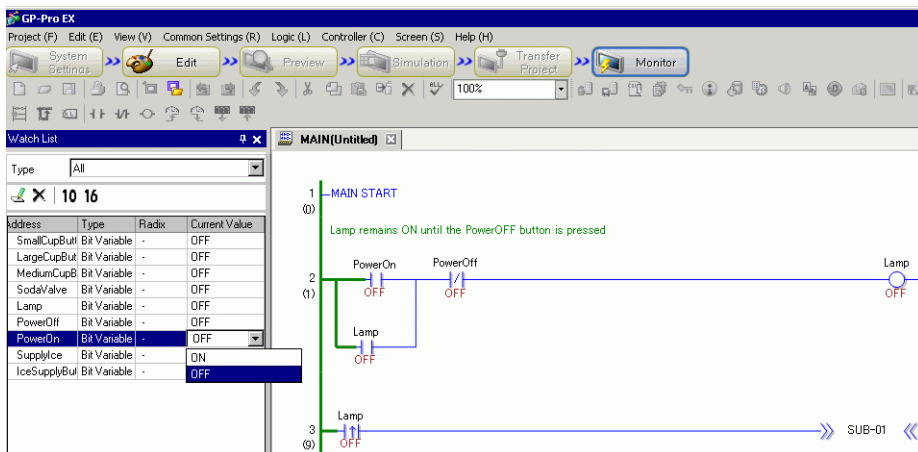 GP-Pro EX
Project (F) Edit (E) View (V) Common Settings (R) Logic (L) Controller (C) Screen (S) Help (H)
System Settings Edit Preview Simulation Transfer Project Monitor
100%
Watch List
MAIN(Untitled)
Type All
10 16
Address Type Radix Current Value
SmallCupButt Bit Variable - OFF
LargeCupBut Bit Variable - OFF
MediumCupB Bit Variable - OFF
SodaValve Bit Variable - OFF
Lamp Bit Variable - OFF
PowerOff Bit Variable - OFF
PowerOn Bit Variable - OFF
SupplyIce Bit Variable - ON
IceSupplyBut Bit Variable - OFF
1 MAIN START
(0)
Lamp remains ON until the PowerOFF button is pressed
PowerOn PowerOff Lamp
2
(1) OFF OFF OFF
Lamp
OFF
Lamp
3 SUB-01
(9) OFF